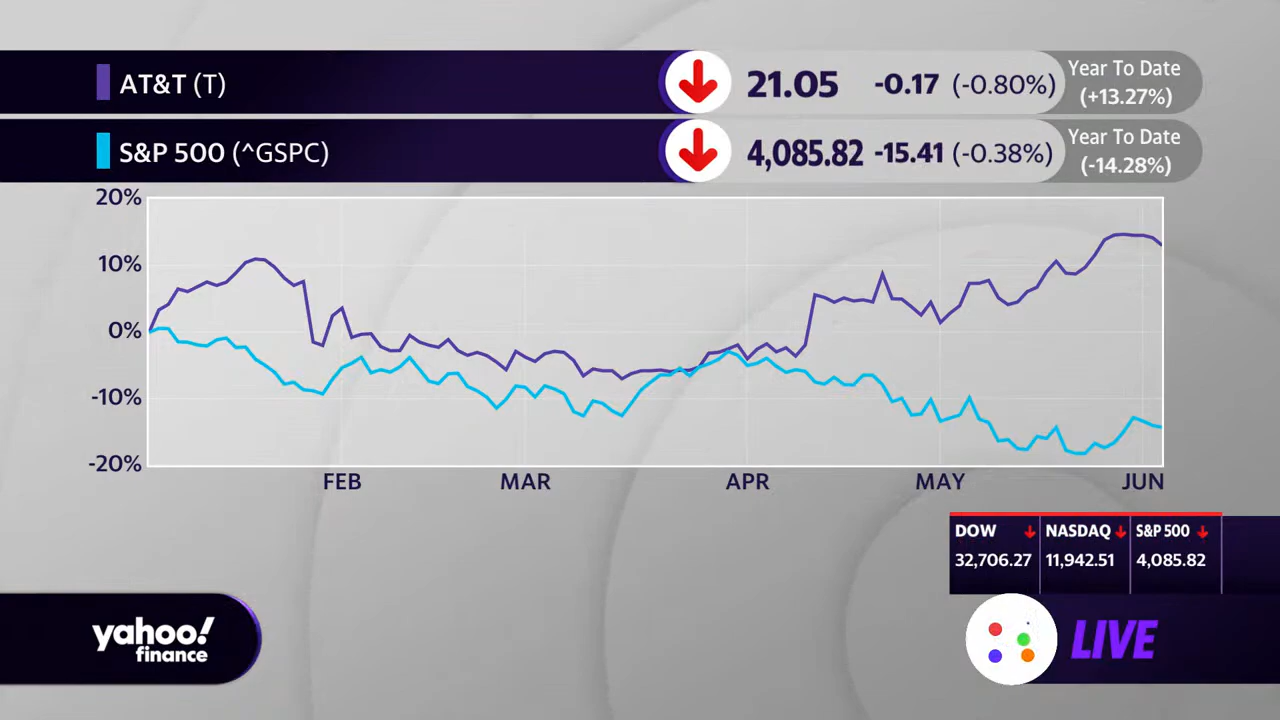 AT&T (T) 21.05 -0.17 (-0.80%) Year To Date (+13.27%)
S&P 500 (^GSPC) 4,085.82 -15.41 (-0.38%) Year To Date (-14.28%)
20%
10%
0%
-10%
-20%
FEB MAR APR MAY JUN
DOW NASDAQ S&P 500
32,706.27 11,942.51 4,085.82
yahoo!
finance
LIVE